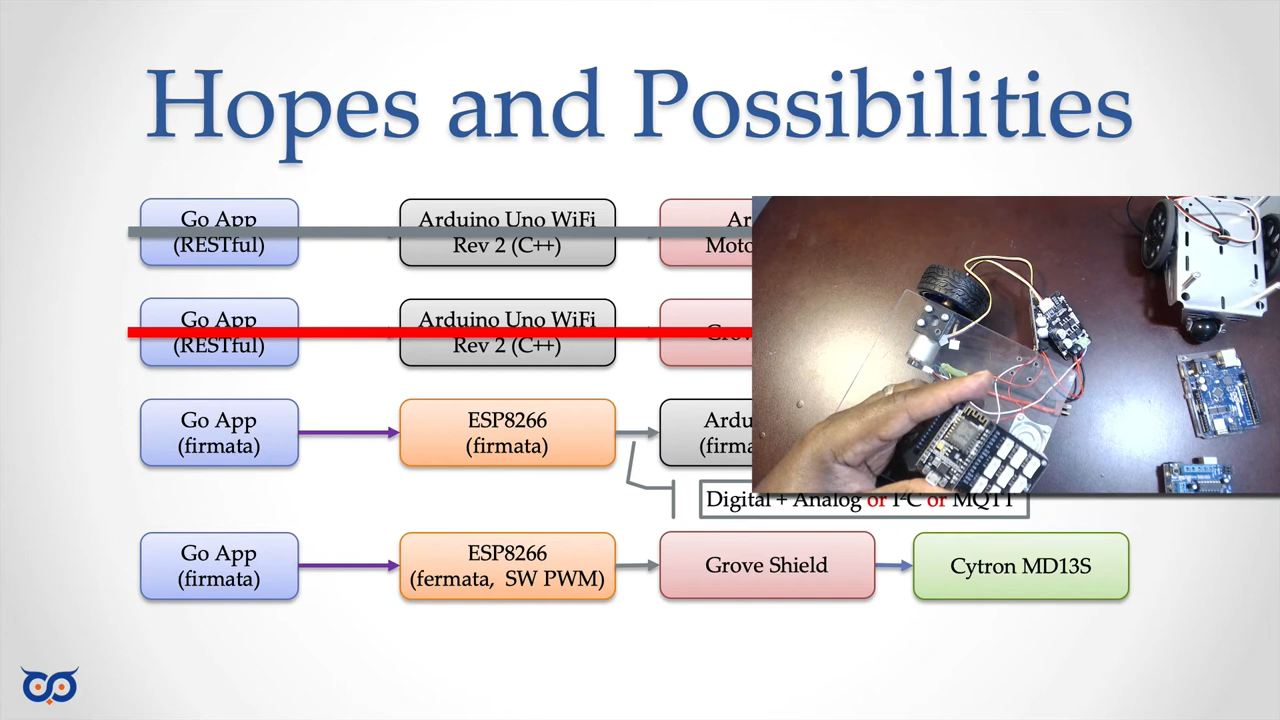 Hopes and Possibilities
Go App
(RESTful)
Arduino Uno WiFi
Rev 2 (C++)
Go App
(RESTful)
Arduino Uno WiFi
Rev 2 (C++)
Go App
(firmata)
ESP8266
(firmata)
Digital + Analog or I²C or MQTT
Go App
(firmata)
ESP8266
(fermata, SW PWM)
Grove Shield
Cytron MD13S